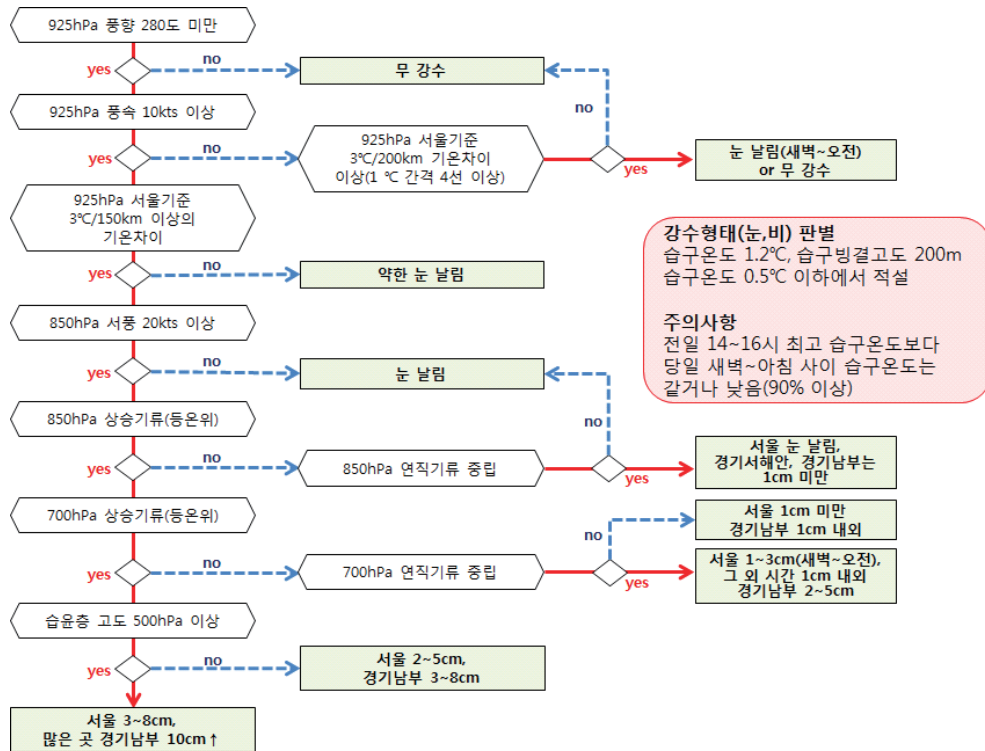 925hPa 풍향 280도 미만
no
yes
무 강수
925hPa 풍속 10kts 이상
no
no
yes
925hPa 서울기준
3℃/200km 기온차이
이상(1 ℃ 간격 4선 이상)
yes
눈 날림(새벽~오전)
or 무 강수
925hPa 서울기준
3℃/150km 이상의
기온차이
no
yes
약한 눈 날림
강수형태(눈,비) 판별
습구온도 1.2℃, 습구빙결고도 200m
습구온도 0.5℃ 이하에서 적설
주의사항
전일 14~16시 최고 습구온도보다
당일 새벽~아침 사이 습구온도는
같거나 낮음(90% 이상)
850hPa 서풍 20kts 이상
no
yes
눈 날림
850hPa 상승기류(등온위)
no
no
yes
850hPa 연직기류 중립
yes
서울 눈 날림,
경기서해안, 경기남부는
1cm 미만
700hPa 상승기류(등온위)
no
서울 1cm 미만
경기남부 1cm 내외
no
yes
700hPa 연직기류 중립
yes
서울 1~3cm(새벽~오전),
그 외 시간 1cm 내외
경기남부 2~5cm
습윤층 고도 500hPa 이상
no
yes
서울 2~5cm,
경기남부 3~8cm
서울 3~8cm,
많은 곳 경기남부 10cm↑